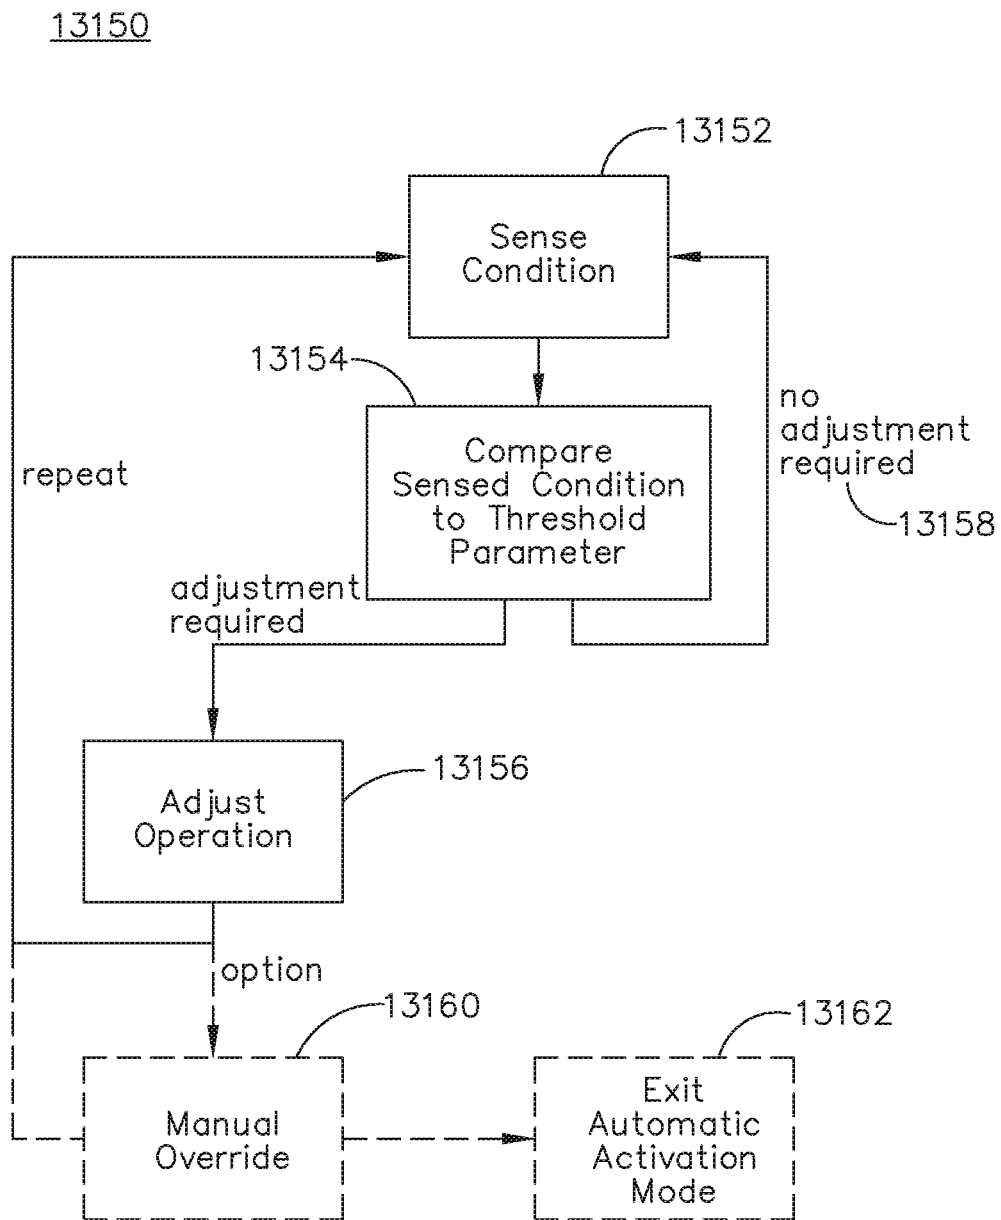 13150
13152
Sense
Condition
13154
Compare
Sensed Condition
to Threshold
Parameter
no
adjustment
required
13158
repeat
adjustment
required
13156
Adjust
Operation
option
13160
Manual
Override
13162
Exit
Automatic
Activation
Mode